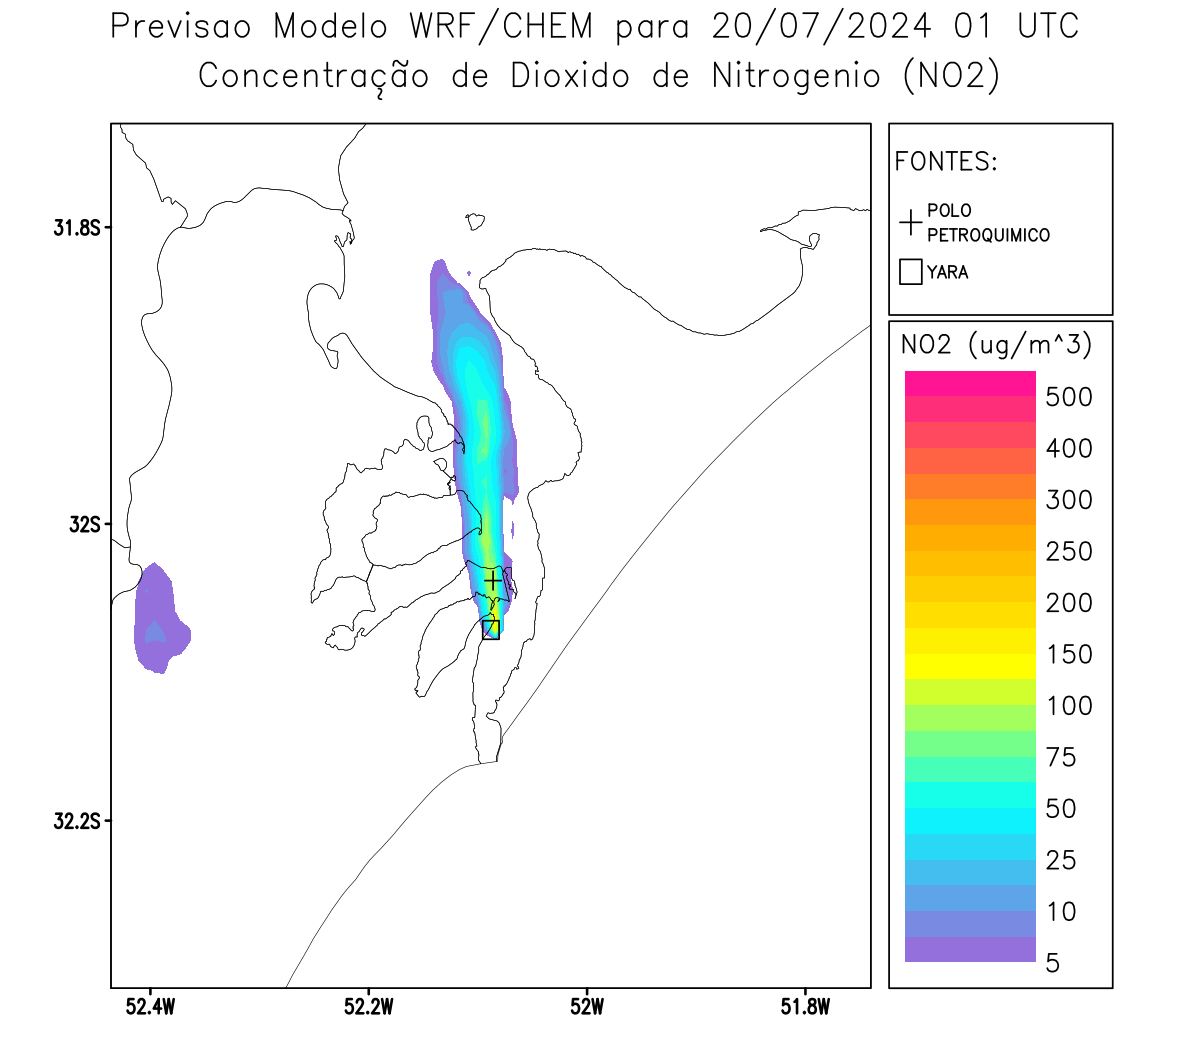 Previsao Modelo WRF/CHEM para 20/07/2024 01 UTC
Concentração de Dioxido de Nitrogenio (NO2)
FONTES:
POLO
PETROQUIMICO
YARA
NO2 (ug/m^3)
500
400
300
250
200
150
100
75
50
25
10
5
31.8S
32S
32.2S
52.4W
52.2W
52W
51.8W